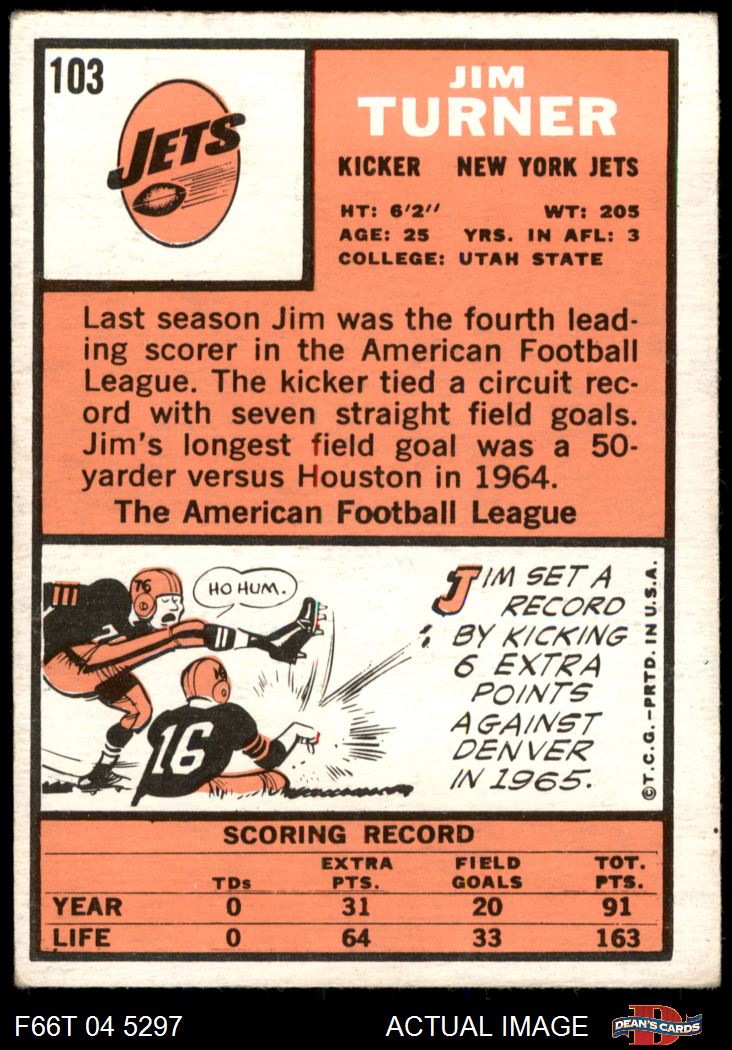 103
JETS
JIM
TURNER
KICKER NEW YORK JETS
HT: 6'2" WT: 205
AGE: 25 YRS. IN AFL: 3
COLLEGE: UTAH STATE
Last season Jim was the fourth lead-
ing scorer in the American Football
League. The kicker tied a circuit rec-
ord with seven straight field goals.
Jim's longest field goal was a 50-
yarder versus Houston in 1964.
The American Football League
76
HO HUM.
16
16
JIM SET A
RECORD
BY KICKING
6 EXTRA
POINTS
AGAINST
DENVER
IN 1965.
©T.C.G.–PRTD. IN U.S.A.
SCORING RECORD
TDs EXTRA PTS. FIELD GOALS TOT. PTS.
YEAR 0 31 20 91
LIFE 0 64 33 163
F66T 04 5297 ACTUAL IMAGE
D
DEAN'S CARDS